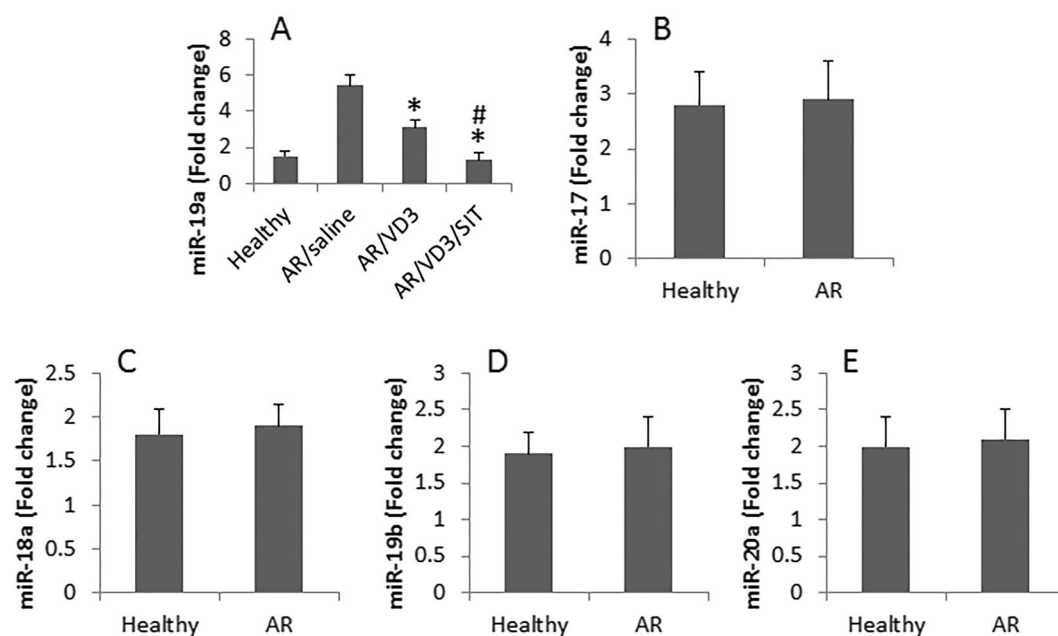 A
miR-19a (Fold change)
8
6
4
2
0
*
#
*
Healthy
AR/saline
AR/VD3
AR/VD3/SIT
B
miR-17 (Fold change)
4
3
2
1
0
Healthy AR
C
miR-18a (Fold change)
2.5
2
1.5
1
0.5
0
Healthy AR
D
miR-19b (Fold change)
3
2.5
2
1.5
1
0.5
0
Healthy AR
E
miR-20a (Fold change)
3
2.5
2
1.5
1
0.5
0
Healthy AR